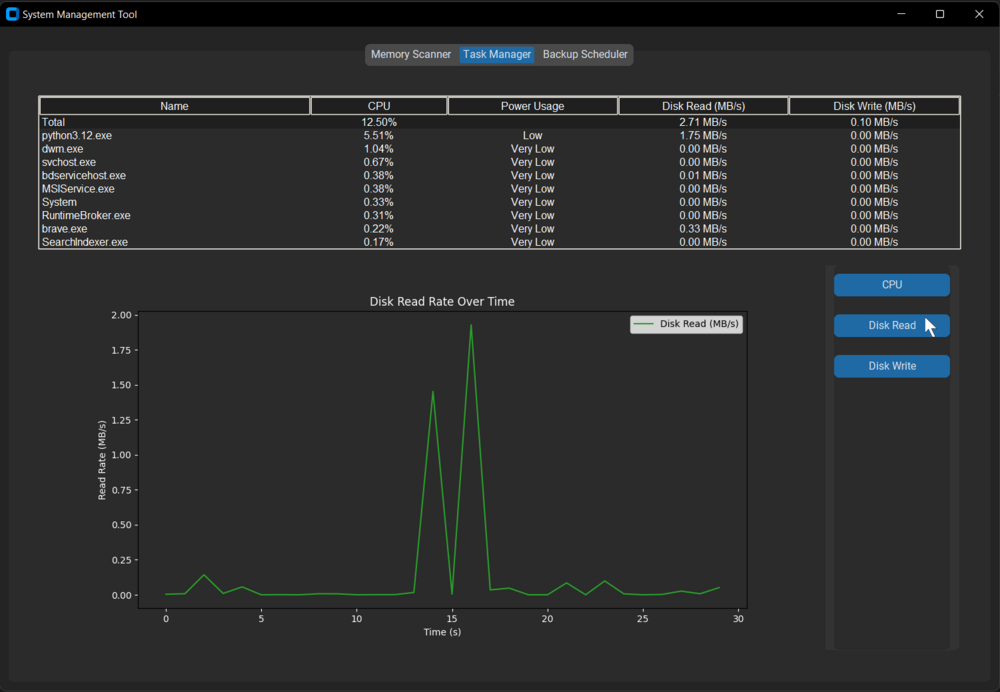 System Management Tool
Memory Scanner Task Manager Backup Scheduler
Name CPU Power Usage Disk Read (MB/s) Disk Write (MB/s)
Total 12.50% 2.71 MB/s 0.10 MB/s
python3.12.exe 5.51% Low 1.75 MB/s 0.00 MB/s
dwm.exe 1.04% Very Low 0.00 MB/s 0.00 MB/s
svchost.exe 0.67% Very Low 0.00 MB/s 0.00 MB/s
bdservicehost.exe 0.38% Very Low 0.01 MB/s 0.00 MB/s
MSIService.exe 0.38% Very Low 0.00 MB/s 0.00 MB/s
System 0.33% Very Low 0.00 MB/s 0.00 MB/s
RuntimeBroker.exe 0.31% Very Low 0.00 MB/s 0.00 MB/s
brave.exe 0.22% Very Low 0.33 MB/s 0.00 MB/s
SearchIndexer.exe 0.17% Very Low 0.00 MB/s 0.00 MB/s
Disk Read Rate Over Time
Disk Read (MB/s)
Read Rate (MB/s)
2.00
1.75
1.50
1.25
1.00
0.75
0.50
0.25
0.00
0 5 10 15 20 25 30
Time (s)
CPU
Disk Read
Disk Write